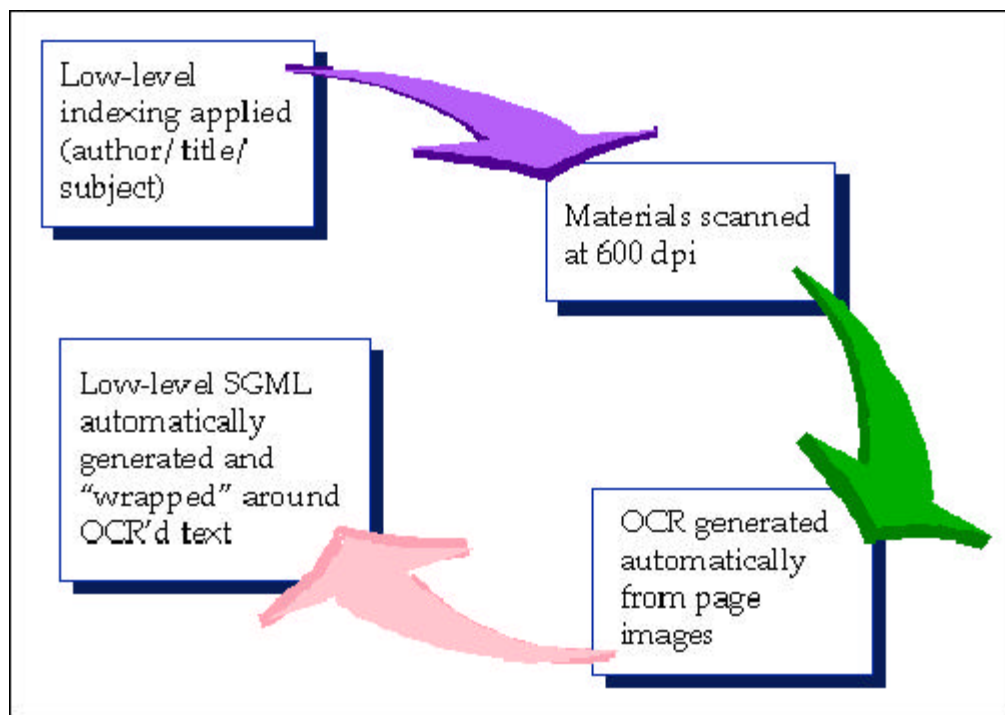 Low-level
indexing applied
(author/ title/
subject)
Materials scanned
at 600 dpi
OCR generated
automatically
from page
images
Low-level SGML
automatically
generated and
“wrapped” around
OCR’d text